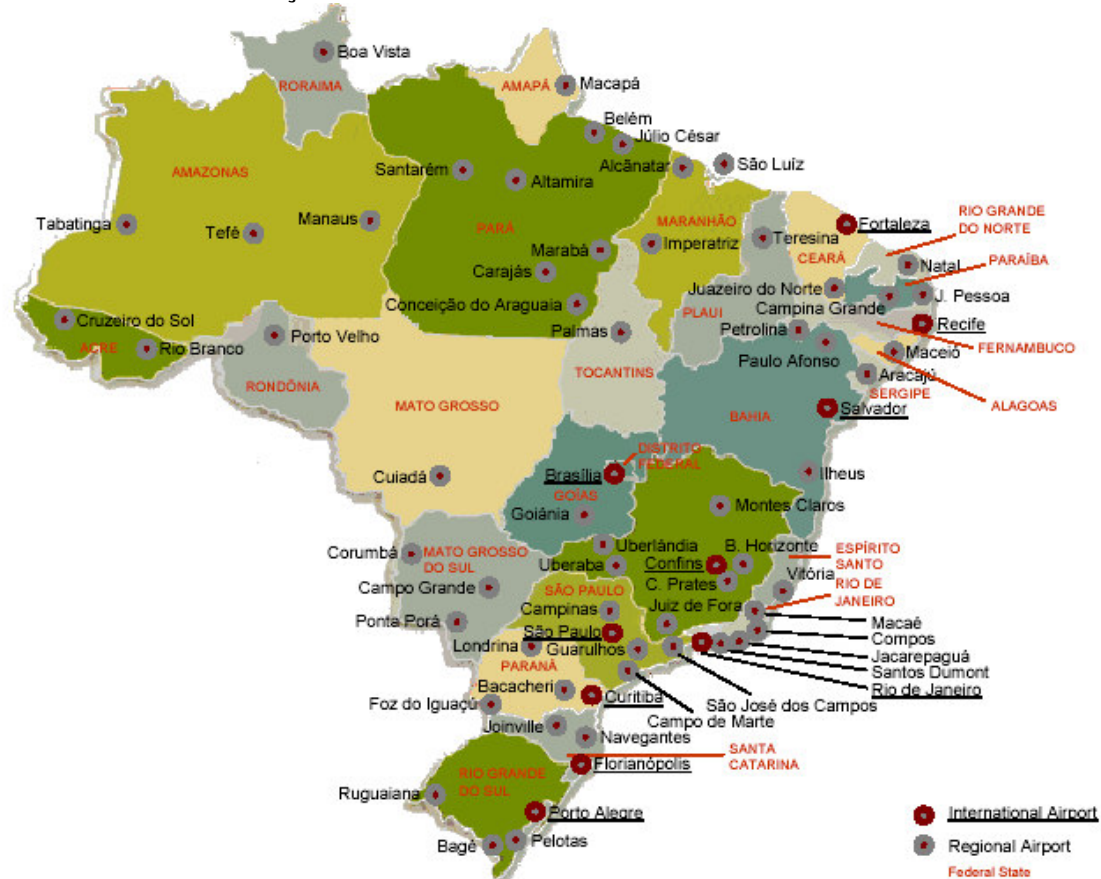 Boa Vista
RORAIMA
AMAPÁ
Macapá
Belém
Júlio César
Santarém
Altamira
Alcãnatar
São Luíz
AMAZONAS
Tabatinga
Tefé
Manaus
PARÁ
MARANHÃO
Imperatriz
Teresina
Fortaleza
CEARÁ
RIO GRANDE
DO NORTE
Natal
PARAÍBA
Marabá
Carajás
Conceição do Araguaia
Juazeiro do Norte
Campina Grande
J. Pessoa
PLAUI
Petrolina
Recife
FERNAMBUCO
Cruzeiro do Sol
ACRE
Rio Branco
Porto Velho
RONDÔNIA
Palmas
TOCANTINS
Paulo Afonso
Maceió
Aracajú
SERGIPE
ALAGOAS
MATO GROSSO
BAHIA
Salvador
Cuiadá
Brasília
DISTRITO
FEDERAL
GOÍAS
Goiánia
Ilheus
Montes Claros
Corumbá
MATO GROSSO
DO SUL
Uberlândia
Uberaba
Confins
B. Horizonte
C. Prates
ESPÍRITO
SANTO
Vitória
RIO DE
JANEIRO
Campo Grande
SÃO PAULO
Campinas
Juiz de Fora
Macaé
Ponta Porá
São Paulo
Compos
Londrina
Guarulhos
Jacarepaguá
PARANÀ
Santos Dumont
Bacacheri
Rio de Janeiro
Foz do Iguaçú
Curitiba
São José dos Campos
Campo de Marte
Joinville
Navegantes
SANTA
CATARINA
Florianópolis
RIO GRANDE
DO SUL
Ruguaiana
Porto Alegre
Bagé
Pelotas
International Airport
Regional Airport
Federal State